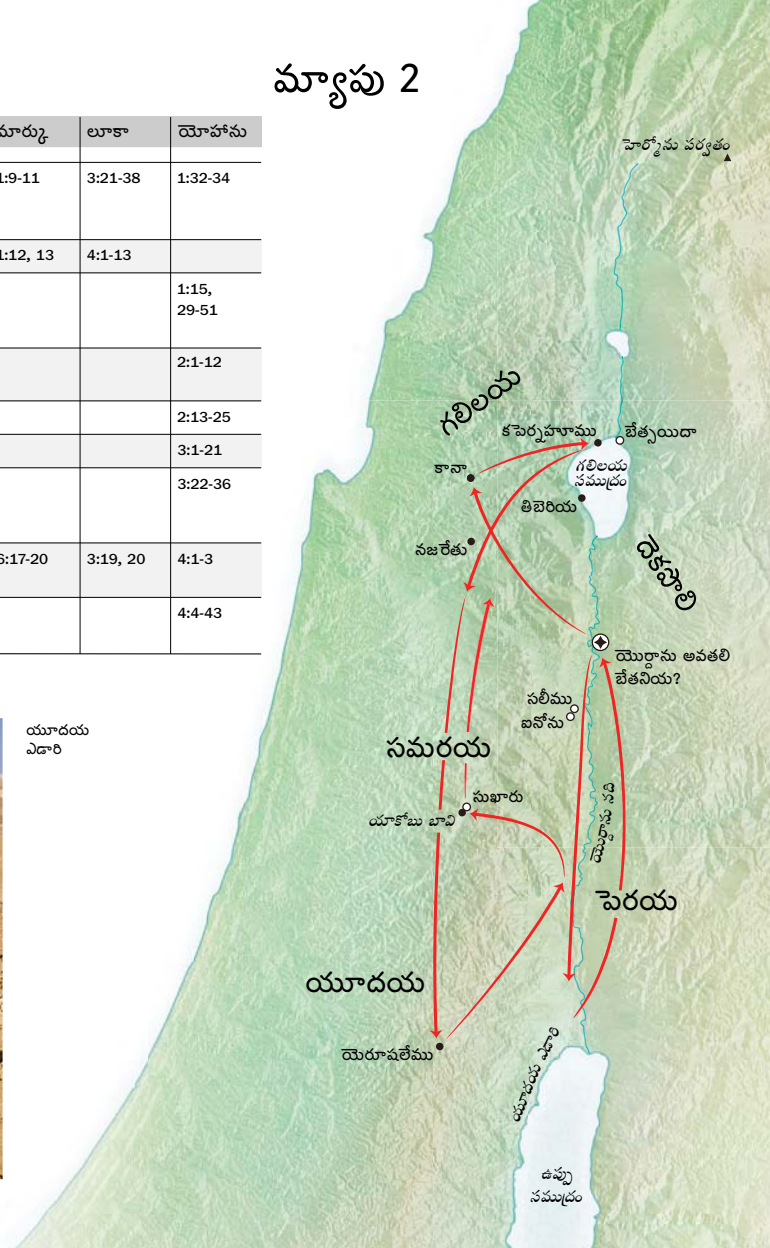 మ్యాపు 2
మార్కు లూకా యోహాను
1:9-11 3:21-38 1:32-34
1:12, 13 4:1-13
1:15,
29-51
2:1-12
2:13-25
3:1-21
3:22-36
6:17-20 3:19, 20 4:1-3
4:4-43
యూదయ
ఎడారి
హెర్మోను పర్వతం
గలిలయ
కపెర్నహూము
బేత్సయిదా
కానా
గలిలయ
సముద్రం
తిబెరియ
నజరేతు
దెకపొలి
యొర్దాను అవతలి
బేతనియ?
సలీము
ఐనోను
సమరయ
సుఖారు
యాకోబు బావి
యొర్దాను నది
పెరయ
యూదయ
యెరూషలేము
యూదయ ఎడారి
ఉప్పు
సముద్రం